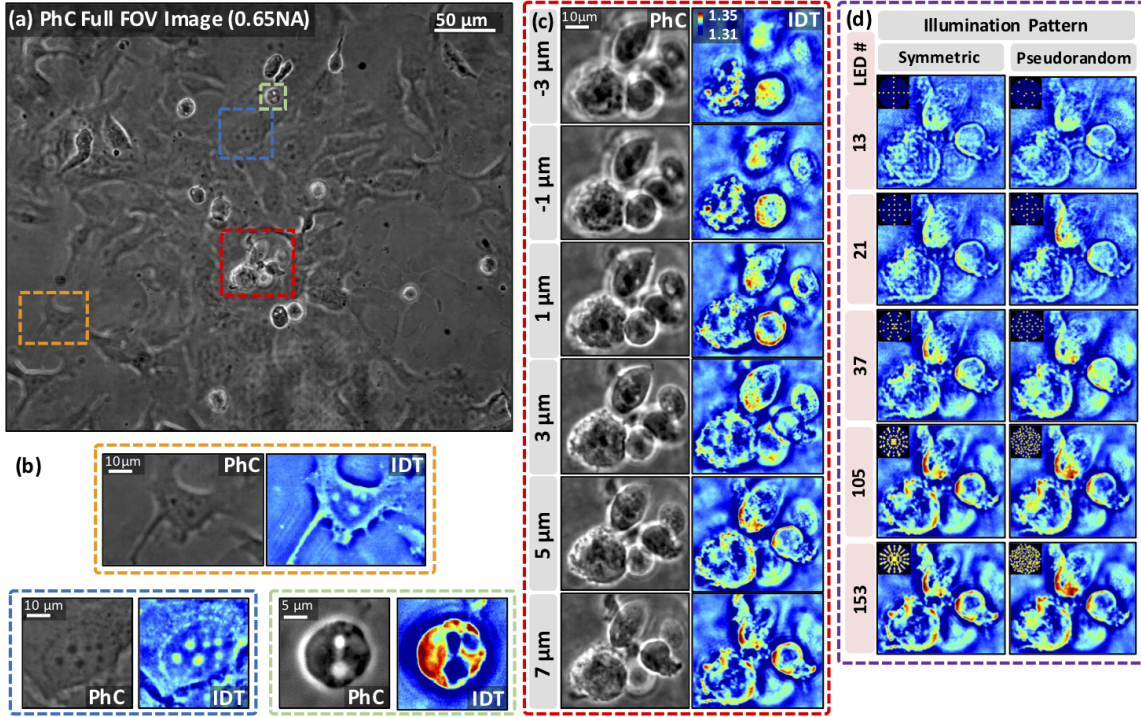 (a) PhC Full FOV Image (0.65NA)
50 µm
(b)
10µm
PhC
IDT
10 µm
PhC
IDT
5 µm
PhC
IDT
(c)
10µm
PhC
IDT
1.35
1.31
-3 µm
-1 µm
1 µm
3 µm
5 µm
7 µm
(d)
Illumination Pattern
LED #
Symmetric
Pseudorandom
13
21
37
105
153